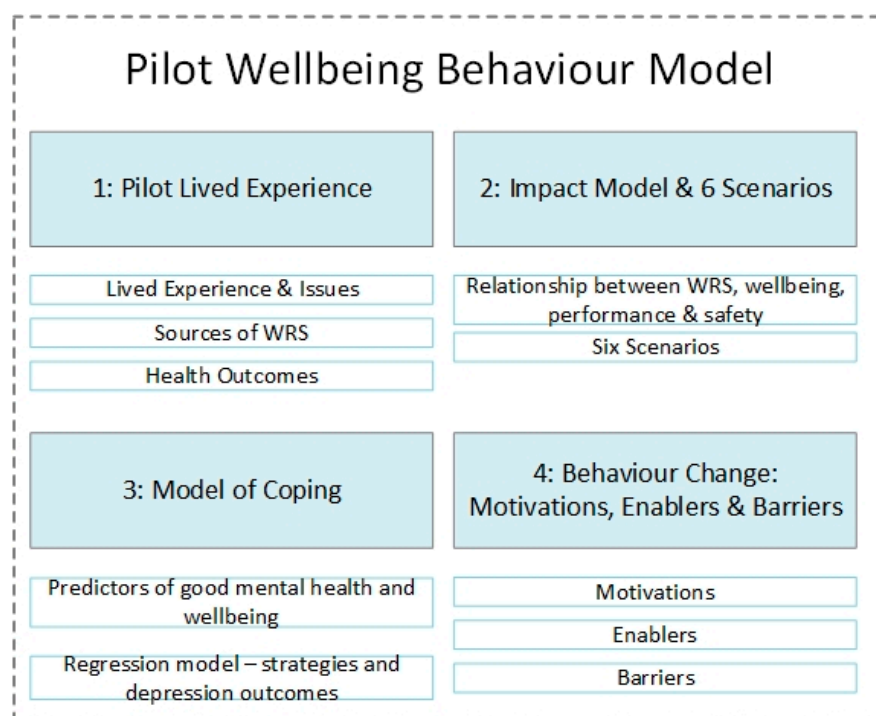 Pilot Wellbeing Behaviour Model
1: Pilot Lived Experience
Lived Experience & Issues
Sources of WRS
Health Outcomes
2: Impact Model & 6 Scenarios
Relationship between WRS, wellbeing,
performance & safety
Six Scenarios
3: Model of Coping
Predictors of good mental health and
wellbeing
Regression model – strategies and
depression outcomes
4: Behaviour Change:
Motivations, Enablers & Barriers
Motivations
Enablers
Barriers